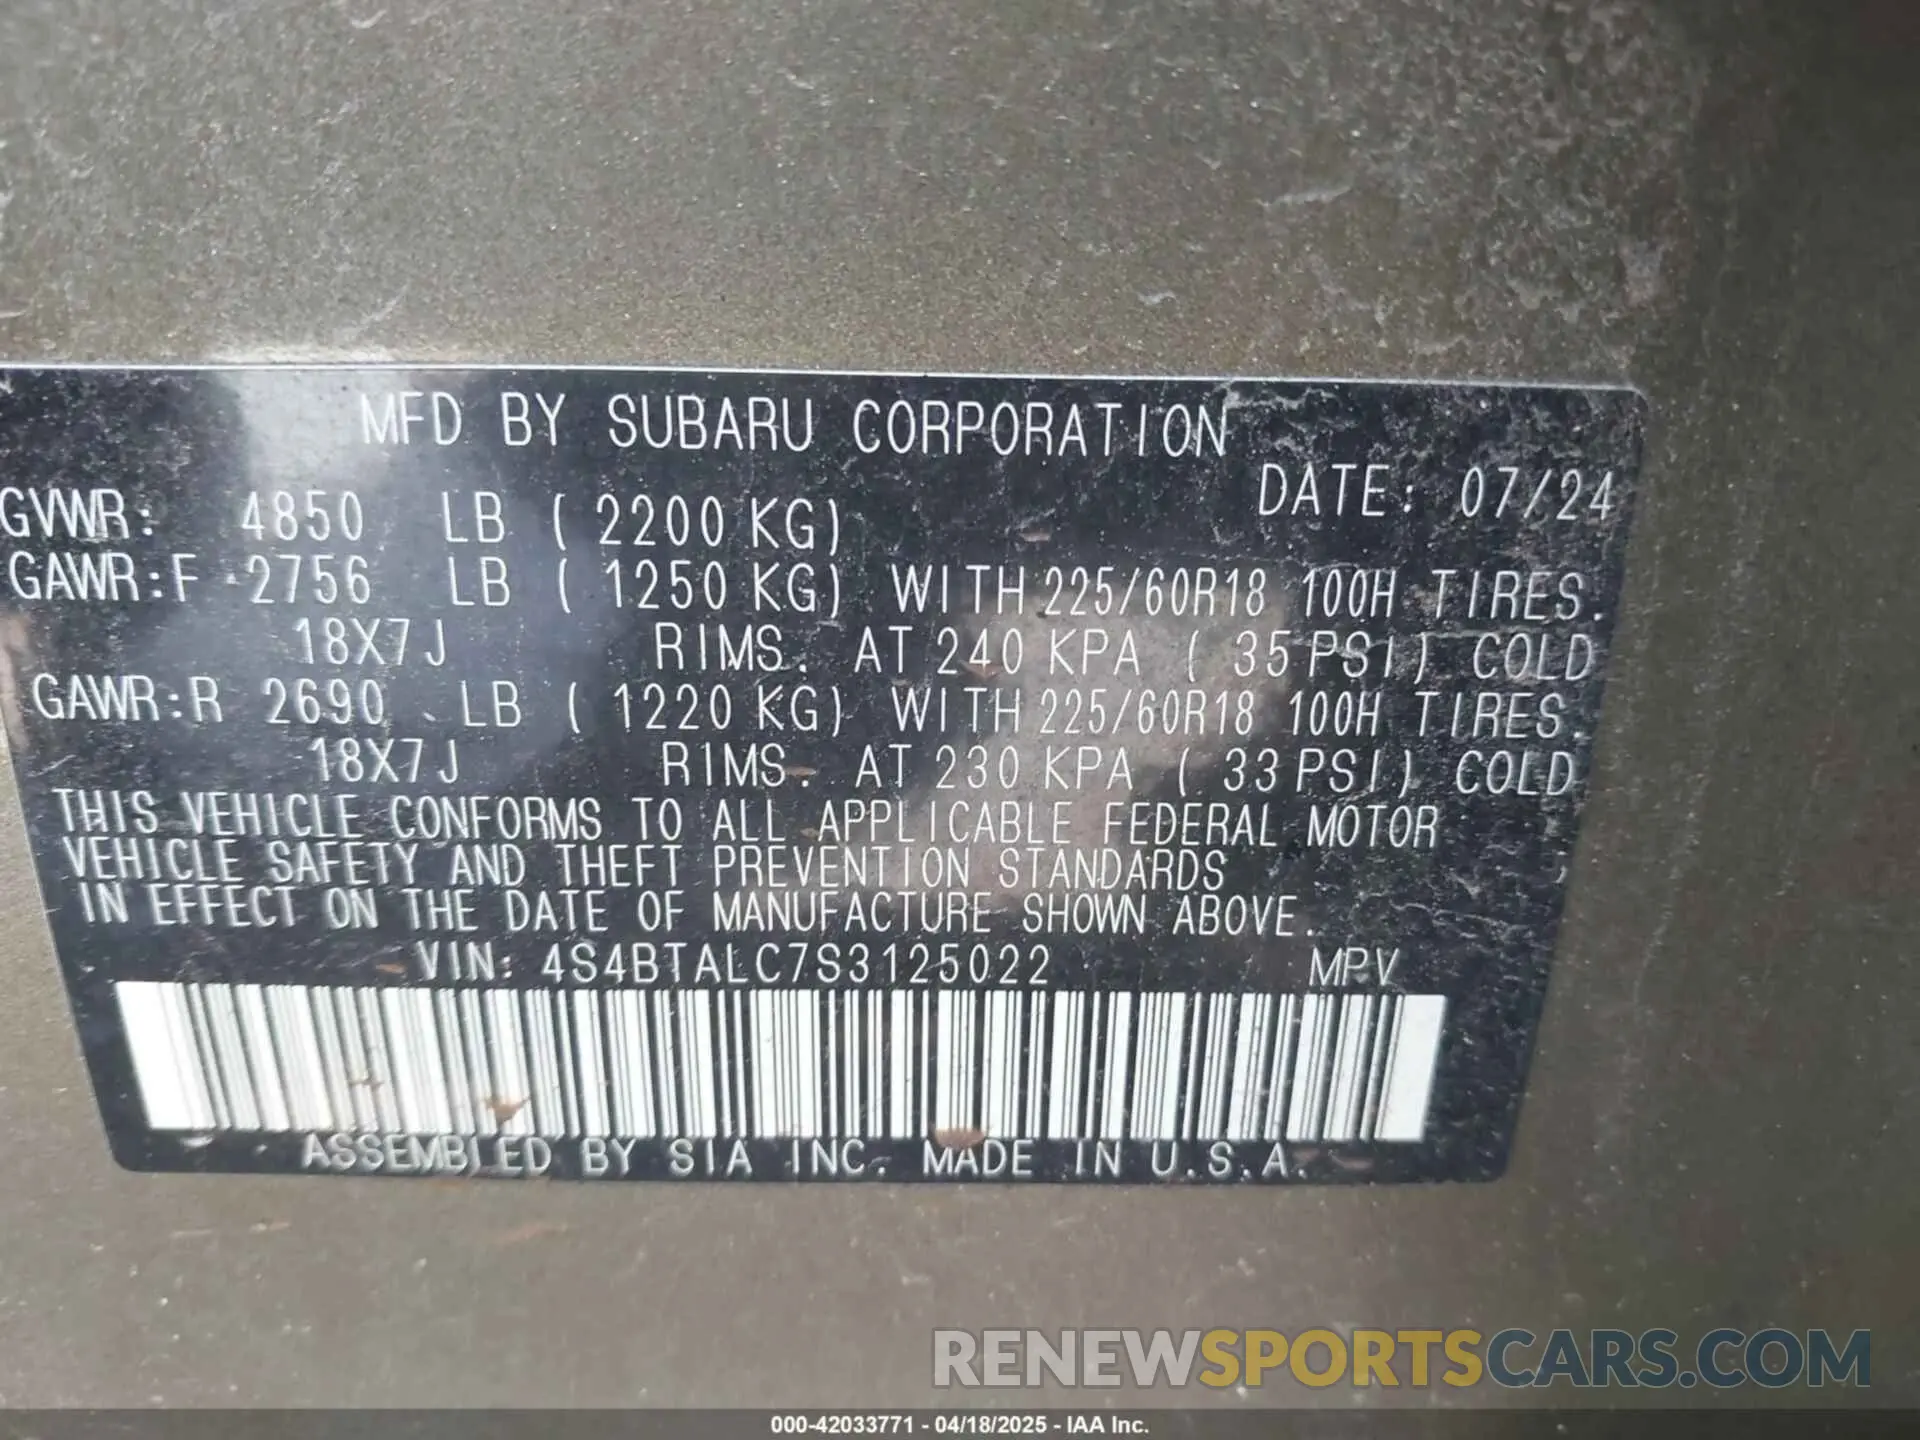 MFD BY SUBARU CORPORATION
DATE: 07/24
GVWR: 4850 LB ( 2200 KG)
GAWR:F 2756 LB ( 1250 KG) WITH 225/60R18 100H TIRES.
18X7J RIMS. AT 240 KPA ( 35 PSI) COLD
GAWR:R 2690 LB ( 1220 KG) WITH 225/60R18 100H TIRES.
18X7J RIMS. AT 230 KPA ( 33 PSI) COLD
THIS VEHICLE CONFORMS TO ALL APPLICABLE FEDERAL MOTOR
VEHICLE SAFETY AND THEFT PREVENTION STANDARDS
IN EFFECT ON THE DATE OF MANUFACTURE SHOWN ABOVE.
VIN: 4S4BTALC7S3125022 MPV
ASSEMBLED BY SIA INC. MADE IN U.S.A.
RENEWSPORTSCARS.COM
000-42033771 - 04/18/2025 - IAA Inc.